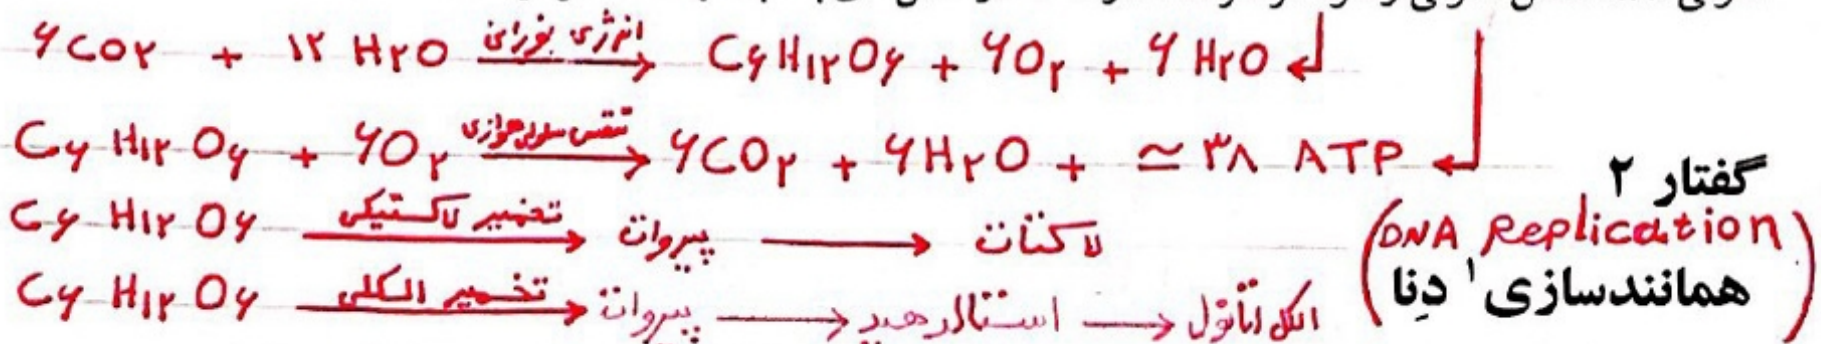 ۶CO۲ + ۱۲ H۲O انرژی نورانی → C۶H۱۲O۶ + ۶O۲ + ۶ H۲O
C۶ H۱۲ O۶ + ۶O۲ تنفس سلولی هوازی → ۶CO۲ + ۶H۲O + ≃ ۳۸ ATP
C۶ H۱۲ O۶ تخمیر لاکتیکی → پیروات → لاکتات
C۶ H۱۲ O۶ تخمیر الکلی → پیروات → استالدهید → الکل اتانول
گفتار ۲
(DNA Replication)
همانندسازی۱ دِنا